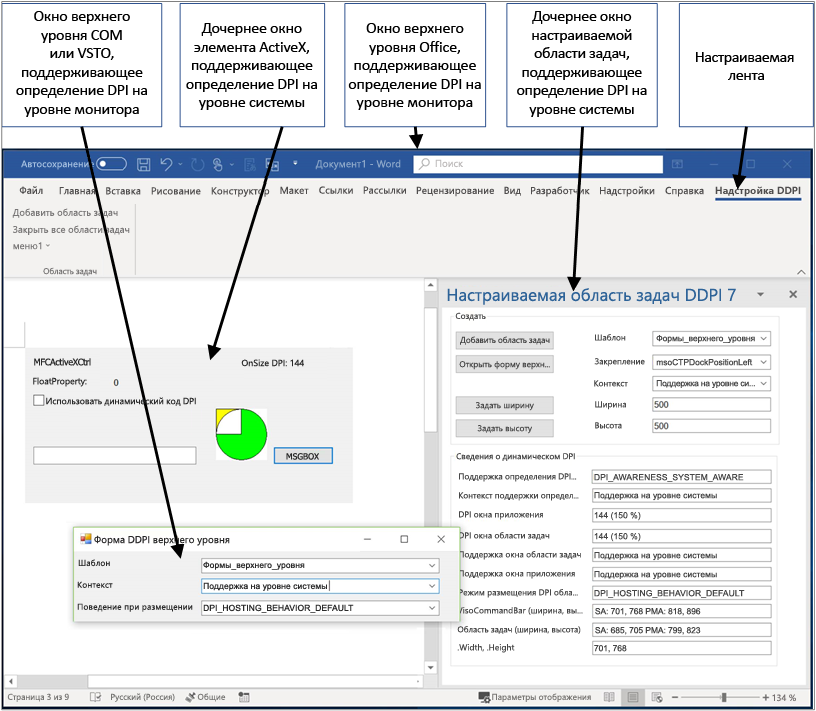 Окно верхнего
уровня COM
или VSTO,
поддерживающее
определение DPI на
уровне монитора
Дочернее окно
элемента ActiveX,
поддерживающее
определение DPI на
уровне системы
Окно верхнего
уровня Office,
поддерживающее
определение DPI на
уровне монитора
Дочернее окно
настраиваемой
области задач,
поддерживающее
определение DPI на
уровне системы
Настраиваемая
лента
Автосохранение
Документ1 - Word
Поиск
Файл Главная Вставка Рисование Конструктор Макет Ссылки Рассылки Рецензирование Вид Разработчик Надстройки Справка Надстройка DDPI
Добавить область задач
Закрыть все области задач
меню1
Область задач
MFCActiveXCtrl
OnSize DPI: 144
FloatProperty: 0
Использовать динамический код DPI
MSGBOX
Форма DDPI верхнего уровня
Шаблон Формы_верхнего_уровня
Контекст Поддержка на уровне системы
Поведение при размещении DPI_HOSTING_BEHAVIOR_DEFAULT
Настраиваемая область задач DDPI 7
Создать
Добавить область задач
Шаблон Формы_верхнего_уровня
Открыть форму верхн...
Закрепление msoCTPDockPositionLeft
Контекст Поддержка на уровне си...
Задать ширину
Ширина 500
Задать высоту
Высота 500
Сведения о динамическом DPI
Поддержка определения DPI... DPI_AWARENESS_SYSTEM_AWARE
Контекст поддержки определ... Поддержка на уровне системы
DPI окна приложения 144 (150 %)
DPI окна области задач 144 (150 %)
Поддержка окна области задач Поддержка на уровне системы
Поддержка окна приложения Поддержка на уровне системы
Режим размещения DPI обла... DPI_HOSTING_BEHAVIOR_DEFAULT
VisoCommandBar (ширина, вы... SA: 701, 768 PMA: 818, 896
Область задач (ширина, высота) SA: 685, 705 PMA: 799, 823
.Width, .Height 701, 768
Страница 3 из 9 Русский (Россия) Общие Параметры отображения 134 %